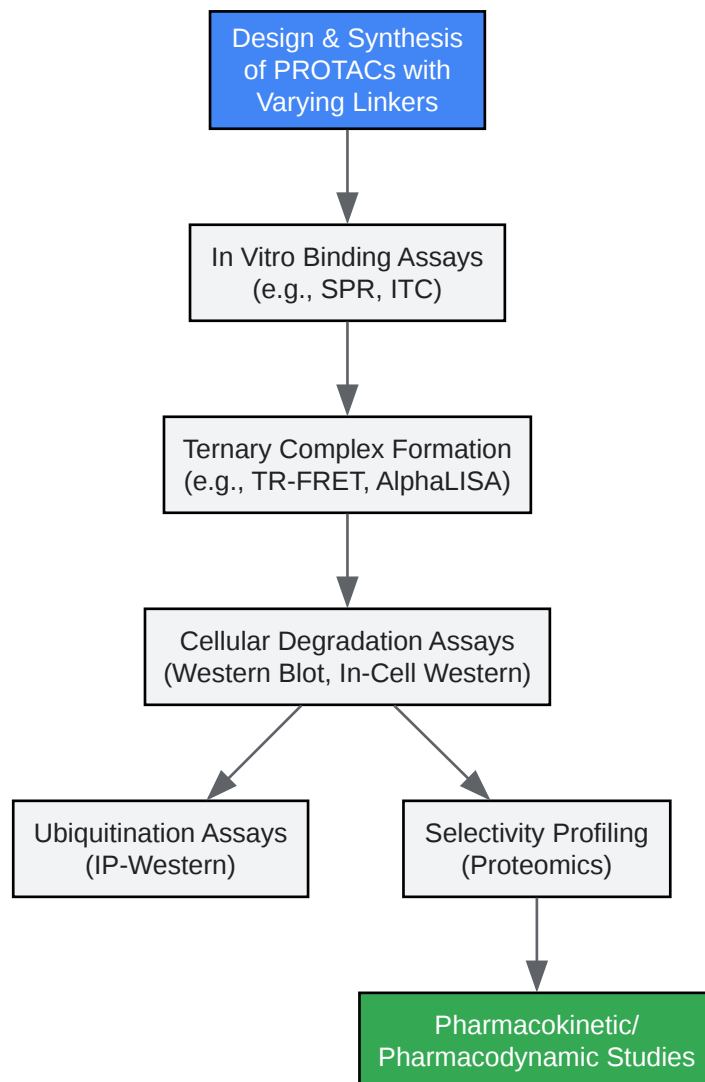 Design & Synthesis
of PROTACs with
Varying Linkers
In Vitro Binding Assays
(e.g., SPR, ITC)
Ternary Complex Formation
(e.g., TR-FRET, AlphaLISA)
Cellular Degradation Assays
(Western Blot, In-Cell Western)
Ubiquitination Assays
(IP-Western)
Selectivity Profiling
(Proteomics)
Pharmacokinetic/
Pharmacodynamic Studies